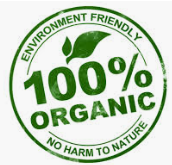 ENVIRONMENT FRIENDLY
100%
ORGANIC
NO HARM TO NATURE